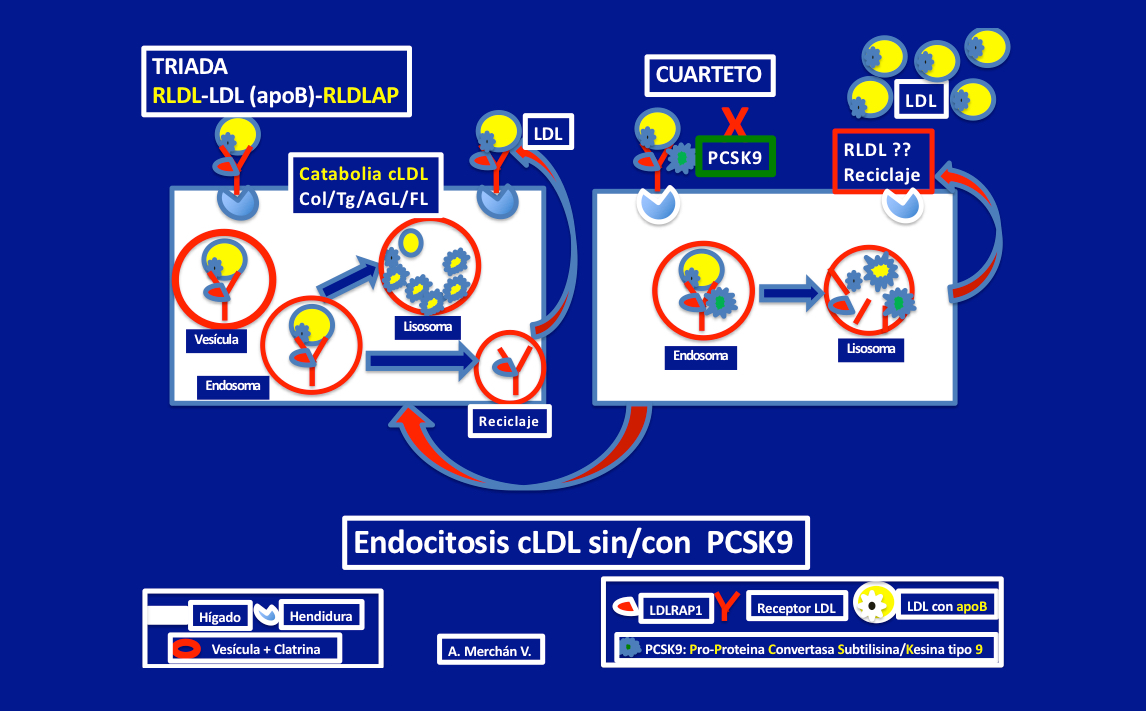 TRIADA
RLDL-LDL (apoB)-RLDLAP
LDL
Catabolia cLDL
Col/Tg/AGL/FL
Vesícula
Endosoma
Lisosoma
Reciclaje
CUARTETO
X
PCSK9
LDL
RLDL ??
Reciclaje
Endosoma
Lisosoma
Endocitosis cLDL sin/con PCSK9
Hígado
Hendidura
Vesícula + Clatrina
A. Merchán V.
LDLRAP1
Receptor LDL
LDL con apoB
PCSK9: Pro-Proteina Convertasa Subtilisina/Kesina tipo 9